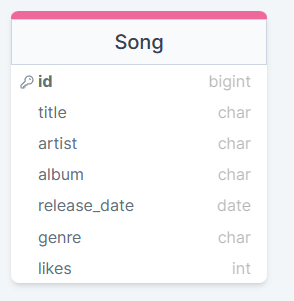 Song
id bigint
title char
artist char
album char
release_date date
genre char
likes int